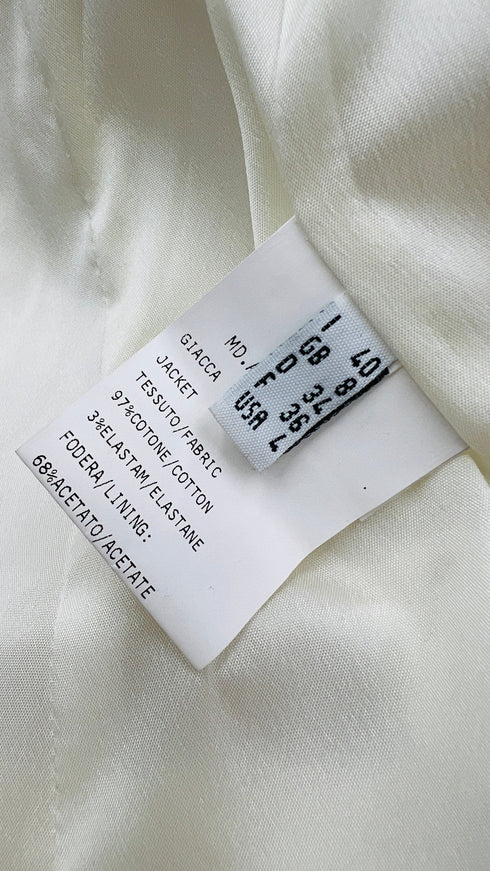 MD./
GIACCA
JACKET
TESSUTO/FABRIC
97%COTONE/COTTON
3%ELASTAM/ELASTANE
FODERA/LINING:
68%ACETATO/ACETATE
I 40
GB 8
D 34
F 36
USA 4